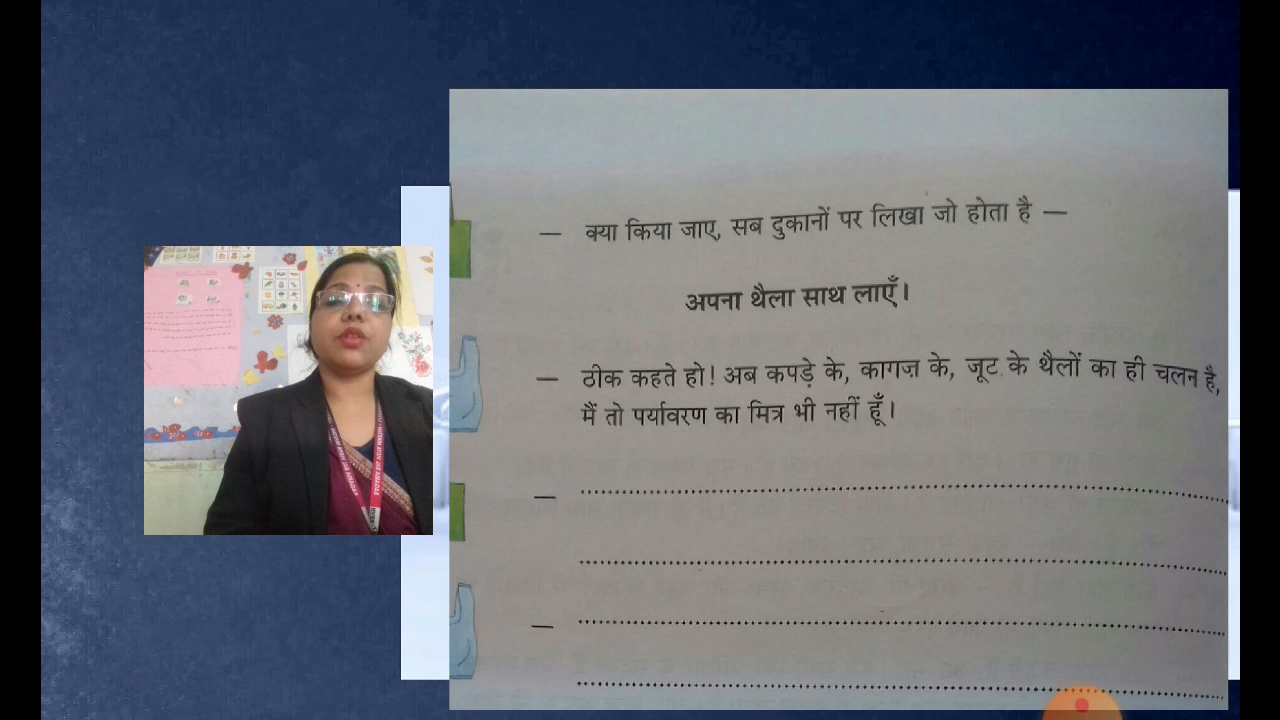 — क्या किया जाए, सब दुकानों पर लिखा जो होता है —
अपना थैला साथ लाएँ।
— ठीक कहते हो! अब कपड़े के, कागज़ के, जूट के थैलों का ही चलन है,
मैं तो पर्यावरण का मित्र भी नहीं हूँ।